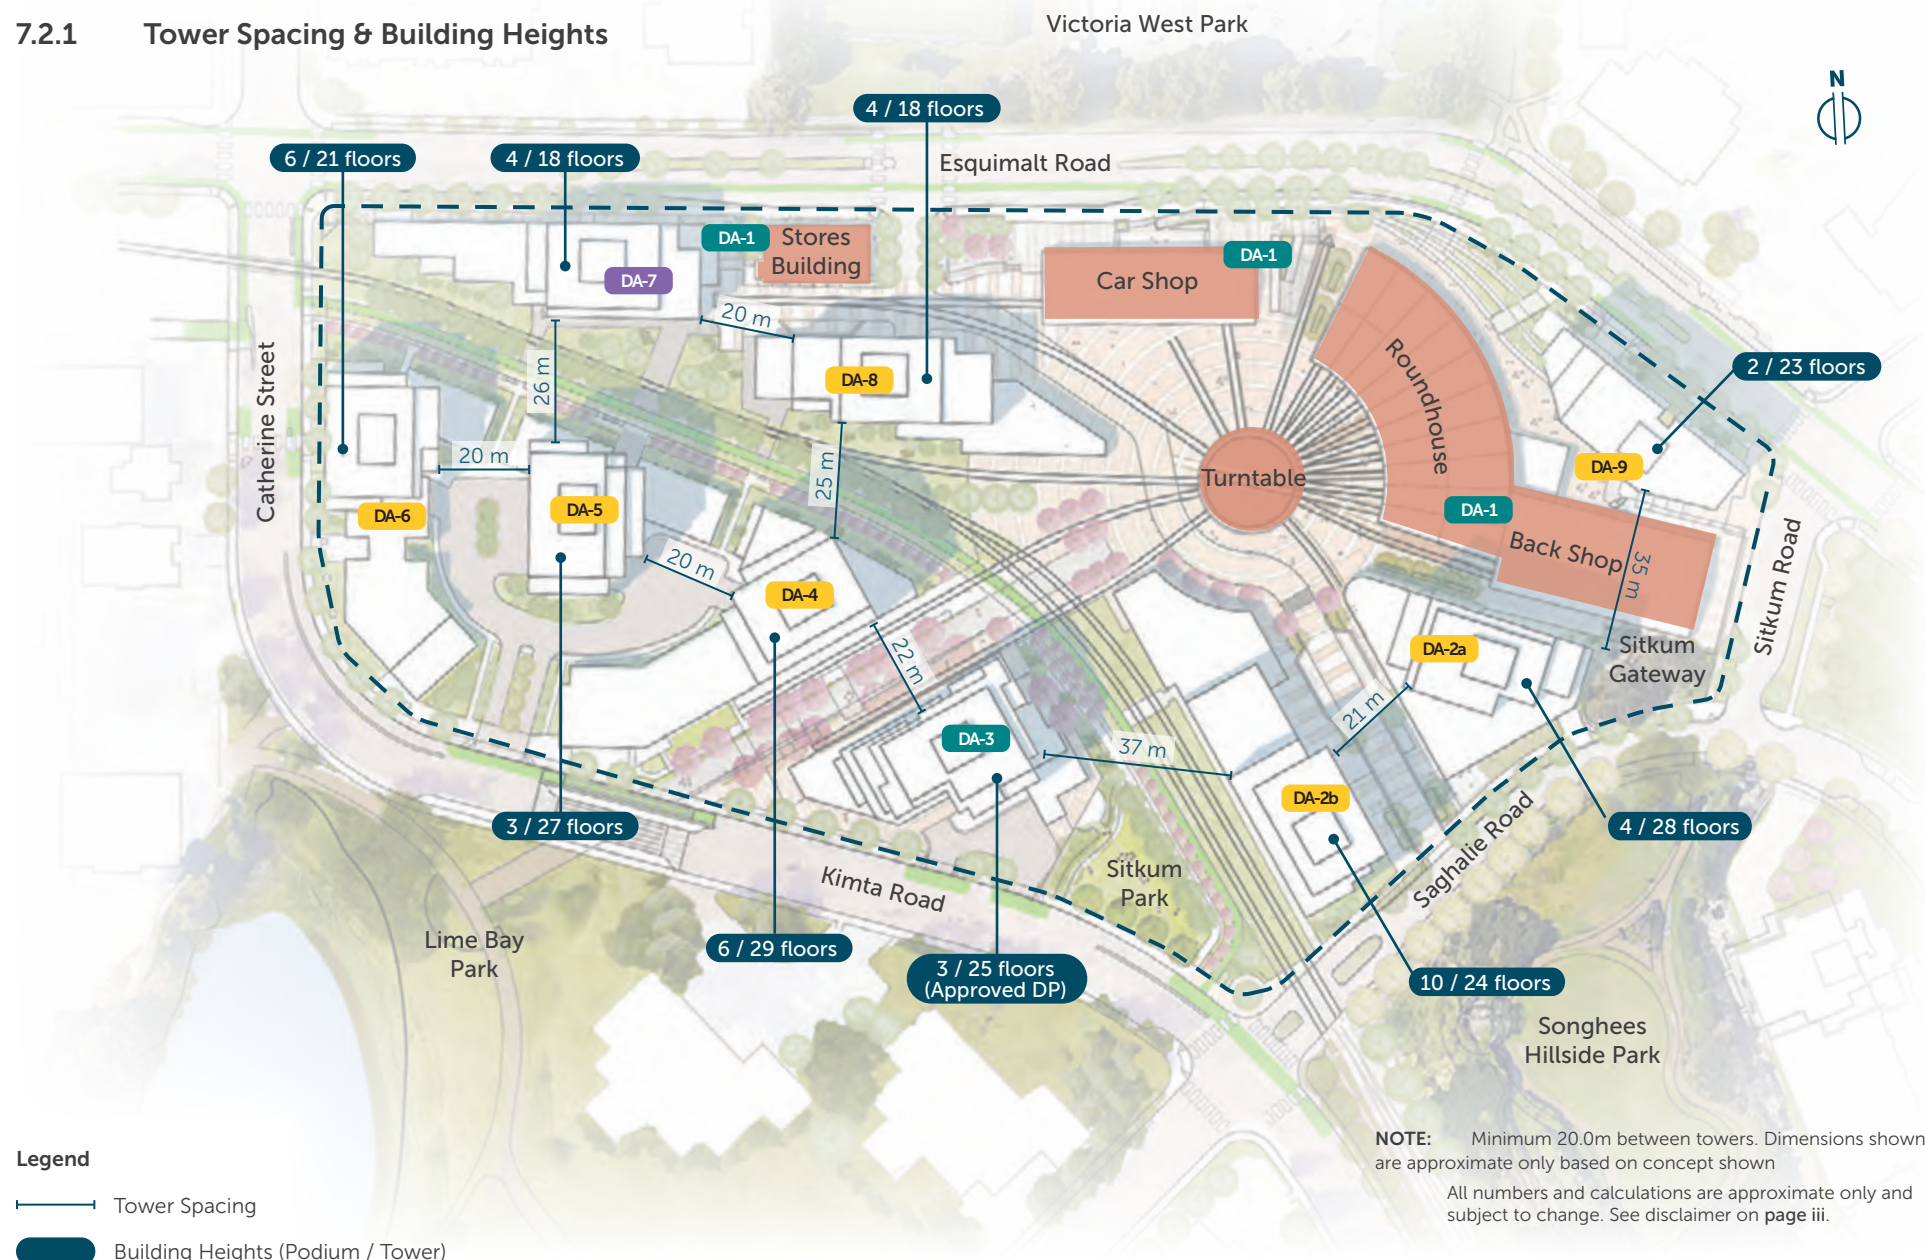 7.2.1 Tower Spacing & Building Heights
Victoria West Park
N
4 / 18 floors
6 / 21 floors
4 / 18 floors
Esquimalt Road
DA-1
Stores
Building
DA-7
Car Shop
DA-1
20 m
26 m
Roundhouse
Catherine Street
DA-8
2 / 23 floors
20 m
25 m
Turntable
DA-9
DA-6
DA-5
DA-1
Back Shop
35 m
Sitkum Road
20 m
DA-4
22 m
DA-2a
Sitkum
Gateway
21 m
DA-3
37 m
DA-2b
3 / 27 floors
4 / 28 floors
Saghalie Road
Kimta Road
Sitkum
Park
Lime Bay
Park
6 / 29 floors
3 / 25 floors
(Approved DP)
10 / 24 floors
Songhees
Hillside Park
NOTE: Minimum 20.0m between towers. Dimensions shown
are approximate only based on concept shown
All numbers and calculations are approximate only and
subject to change. See disclaimer on page iii.
Legend
Tower Spacing
Building Heights (Podium / Tower)